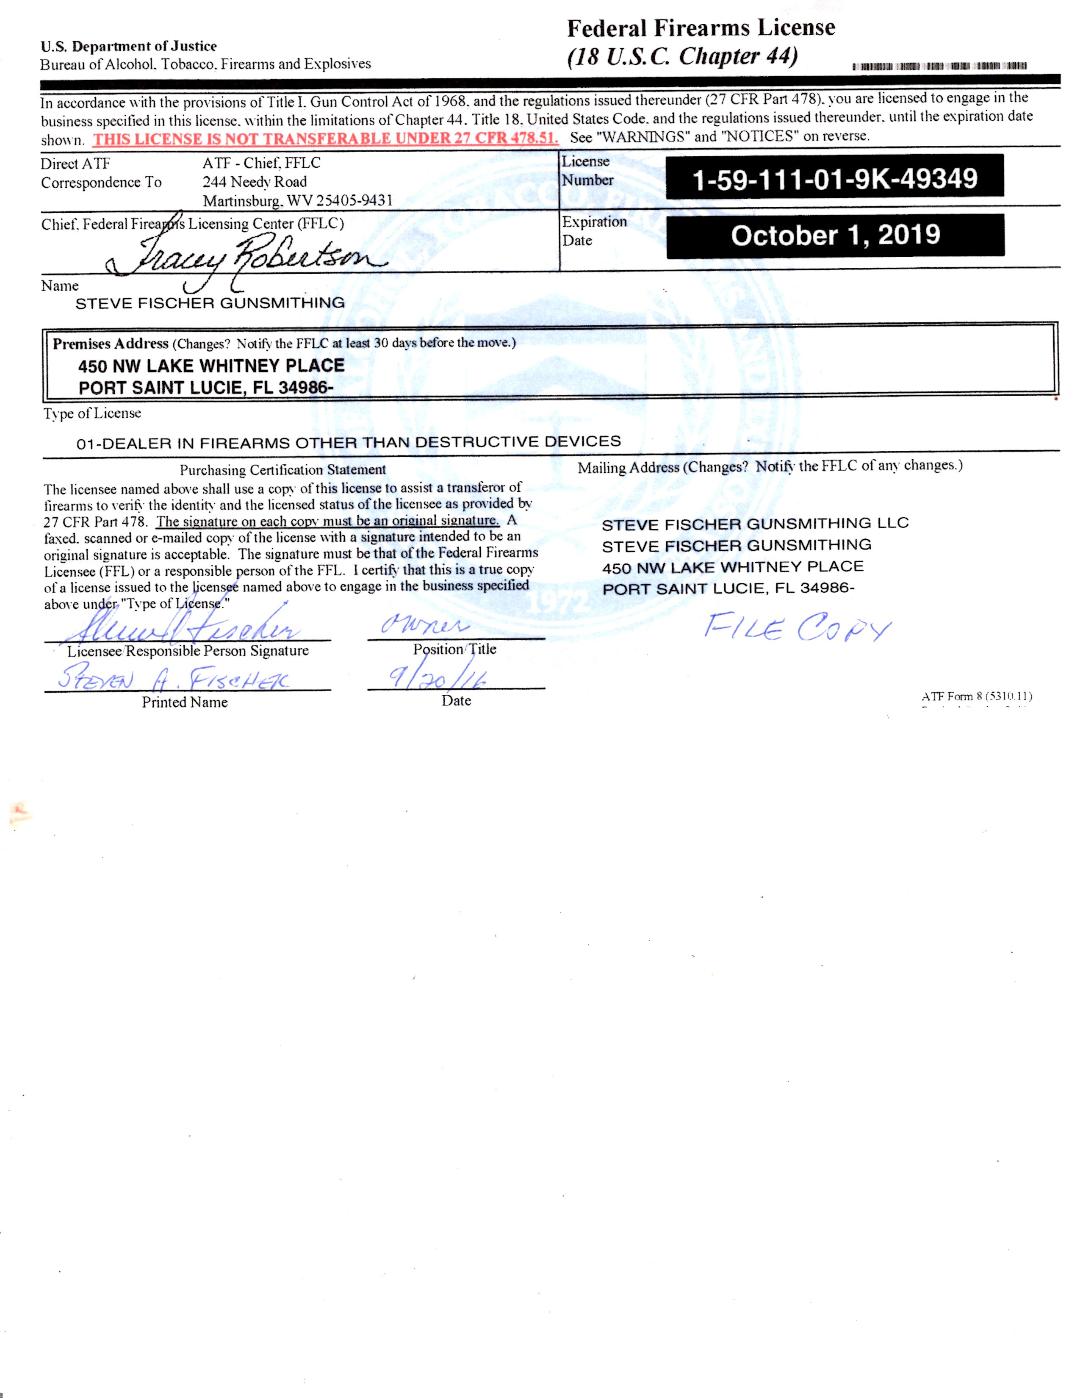 Federal Firearms License
(18 U.S.C. Chapter 44)
U.S. Department of Justice
Bureau of Alcohol, Tobacco, Firearms and Explosives
In accordance with the provisions of Title I, Gun Control Act of 1968, and the regulations issued thereunder (27 CFR Part 478), you are licensed to engage in the
business specified in this license, within the limitations of Chapter 44, Title 18, United States Code, and the regulations issued thereunder, until the expiration date
shown. THIS LICENSE IS NOT TRANSFERABLE UNDER 27 CFR 478.51. See "WARNINGS" and "NOTICES" on reverse.
Direct ATF
Correspondence To
ATF - Chief, FFLC
244 Needy Road
Martinsburg, WV 25405-9431
License
Number
1-59-111-01-9K-49349
Chief, Federal Firearms Licensing Center (FFLC)
Tracey Robertson
Expiration
Date
October 1, 2019
Name
STEVE FISCHER GUNSMITHING
Premises Address (Changes? Notify the FFLC at least 30 days before the move.)
450 NW LAKE WHITNEY PLACE
PORT SAINT LUCIE, FL 34986-
Type of License
01-DEALER IN FIREARMS OTHER THAN DESTRUCTIVE DEVICES
Purchasing Certification Statement
The licensee named above shall use a copy of this license to assist a transferor of
firearms to verify the identity and the licensed status of the licensee as provided by
27 CFR Part 478. The signature on each copy must be an original signature. A
faxed, scanned or e-mailed copy of the license with a signature intended to be an
original signature is acceptable. The signature must be that of the Federal Firearms
Licensee (FFL) or a responsible person of the FFL. I certify that this is a true copy
of a license issued to the licensee named above to engage in the business specified
above under "Type of License."
Mailing Address (Changes? Notify the FFLC of any changes.)
STEVE FISCHER GUNSMITHING LLC
STEVE FISCHER GUNSMITHING
450 NW LAKE WHITNEY PLACE
PORT SAINT LUCIE, FL 34986-
1972
FILE COPY
Fischer
owner
Licensee/Responsible Person Signature
Position/Title
STEVEN A. FISCHER
9/20/16
Printed Name
Date
ATF Form 8 (5310.11)